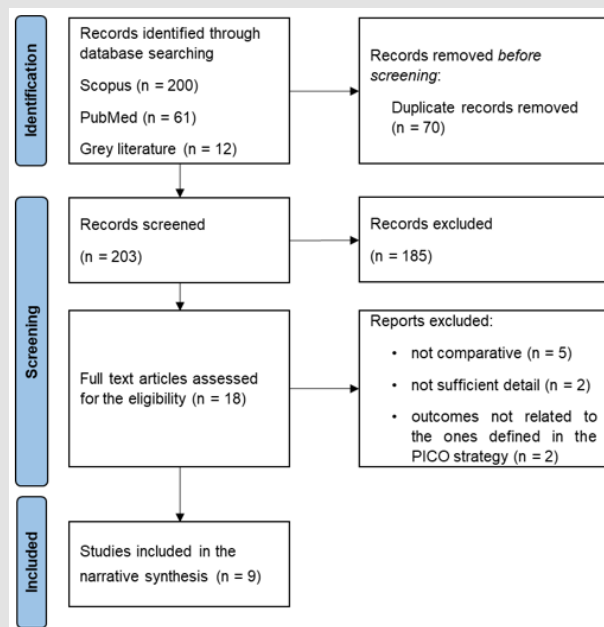 Identification
Records identified through
database searching
Scopus (n = 200)
PubMed (n = 61)
Grey literature (n = 12)
Records removed before
screening:
Duplicate records removed
(n = 70)
Screening
Records screened
(n = 203)
Records excluded
(n = 185)
Full text articles assessed
for the eligibility (n = 18)
Reports excluded:
• not comparative (n = 5)
• not sufficient detail (n = 2)
• outcomes not related to
the ones defined in the
PICO strategy (n = 2)
Included
Studies included in the
narrative synthesis (n = 9)